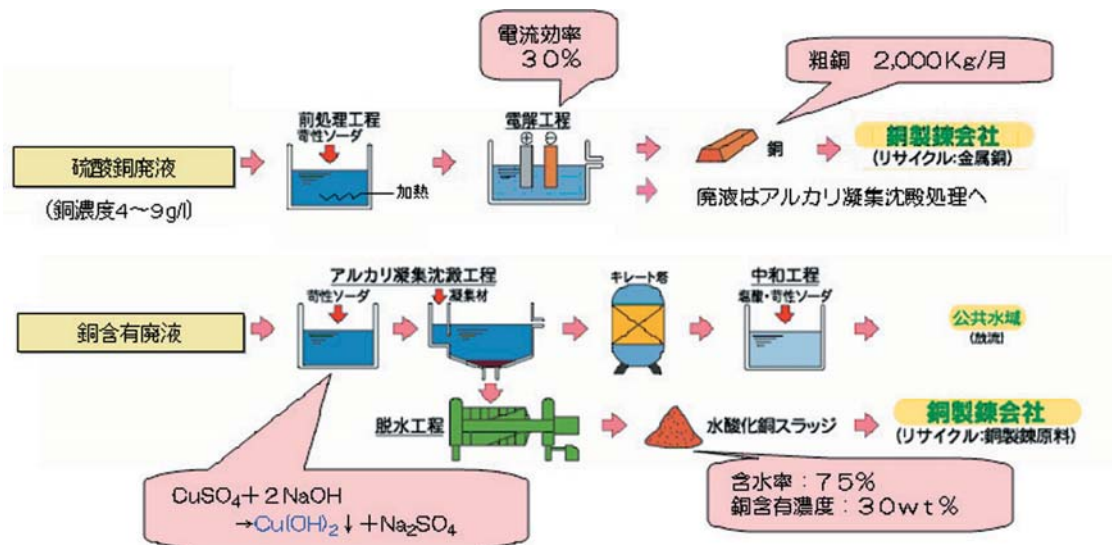 電流効率
30%
粗銅 2,000Kg/月
前処理工程
苛性ソーダ
電解工程
硫酸銅廃液
(銅濃度4~9g/l)
加熱
⊕ ⊖
銅
銅製錬会社
(リサイクル:金属銅)
廃液はアルカリ凝集沈殿処理へ
アルカリ凝集沈澱工程
苛性ソーダ
凝集材
キレート塔
中和工程
塩酸・苛性ソーダ
銅含有廃液
公共水域
(放流)
脱水工程
水酸化銅スラッジ
銅製錬会社
(リサイクル:銅製錬原料)
CuSO₄+2NaOH
→Cu(OH)₂↓+Na₂SO₄
含水率:75%
銅含有濃度:30wt%